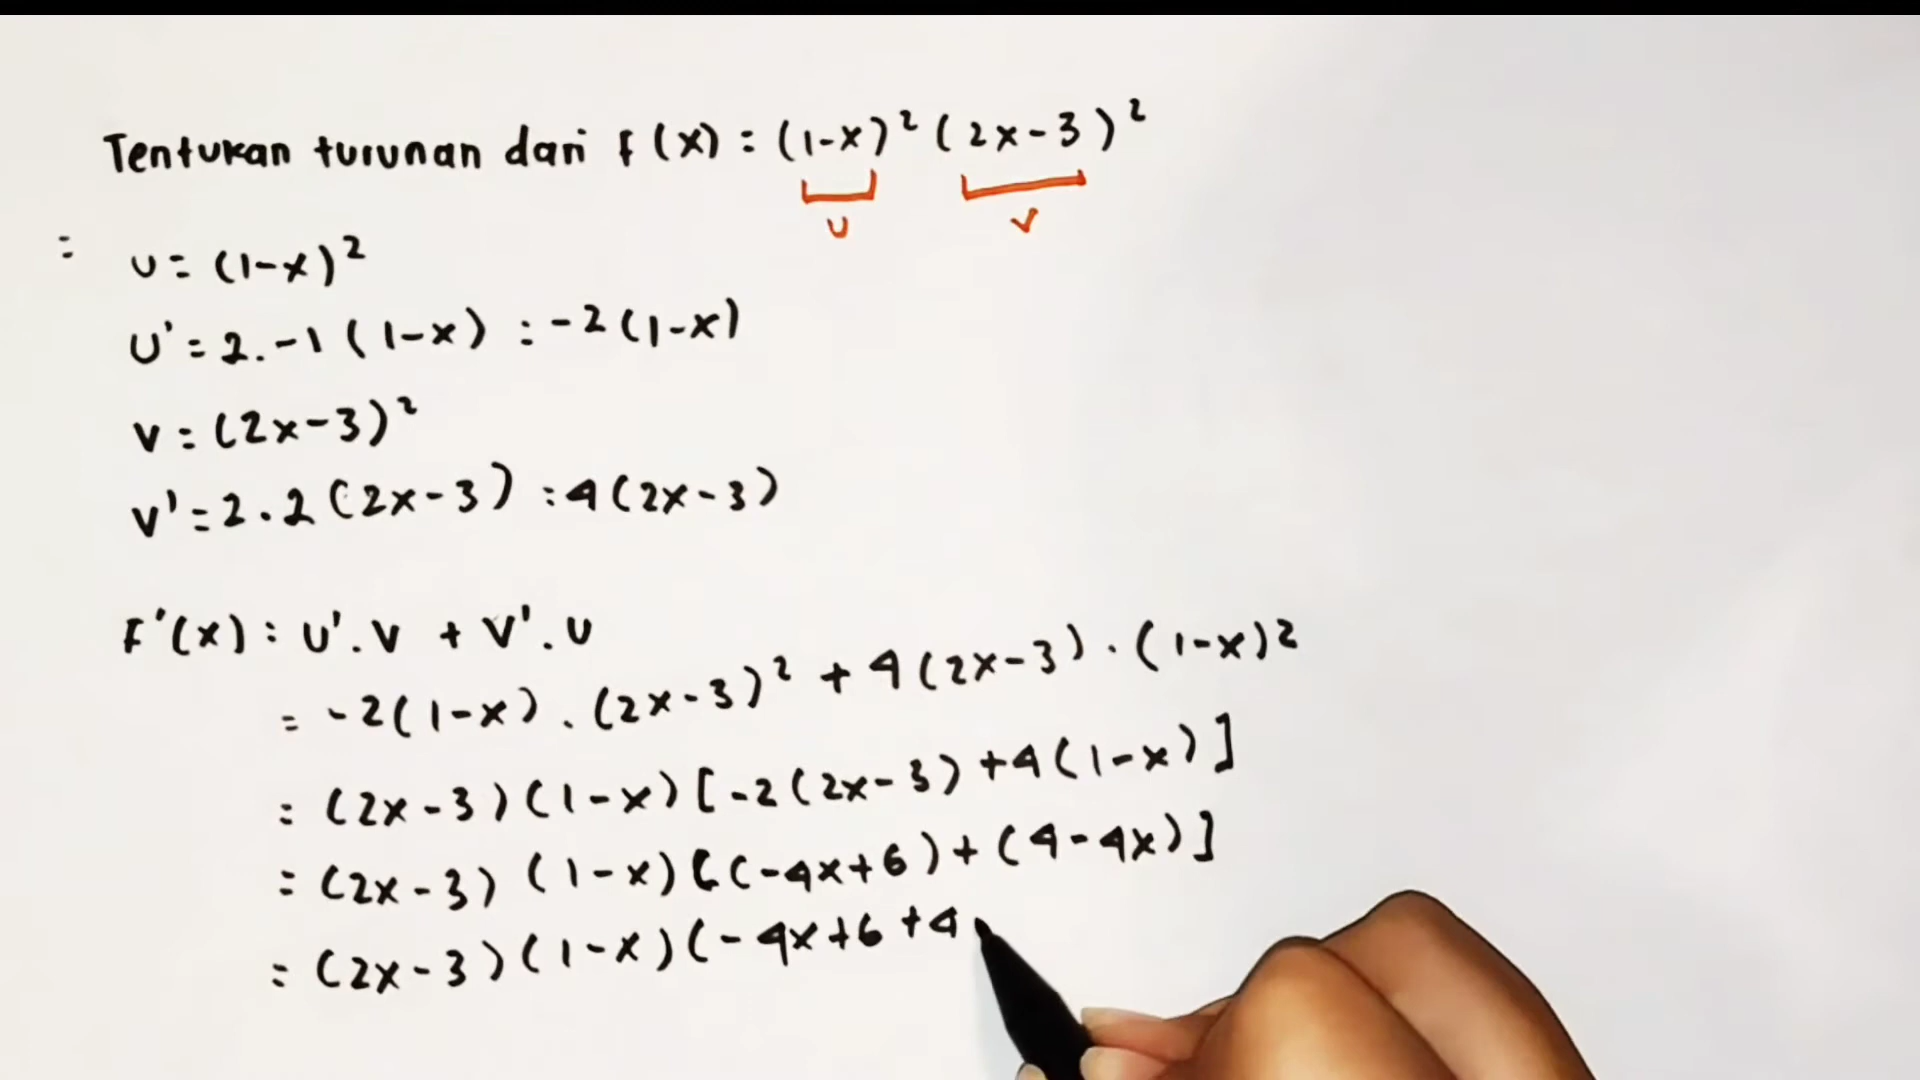 Tentukan turunan dari F(x) = (1-x)² (2x-3)²
U V
= U = (1-x)²
U' = 2.-1 (1-x) = -2(1-x)
V = (2x-3)²
V' = 2.2 (2x-3) = 4(2x-3)
F'(x) = U'.V + V'.U
= -2(1-x) . (2x-3)² + 4(2x-3) . (1-x)²
= (2x-3)(1-x)[-2(2x-3)+4(1-x)]
= (2x-3)(1-x)[(-4x+6)+(4-4x)]
= (2x-3)(1-x)(-4x+6+4